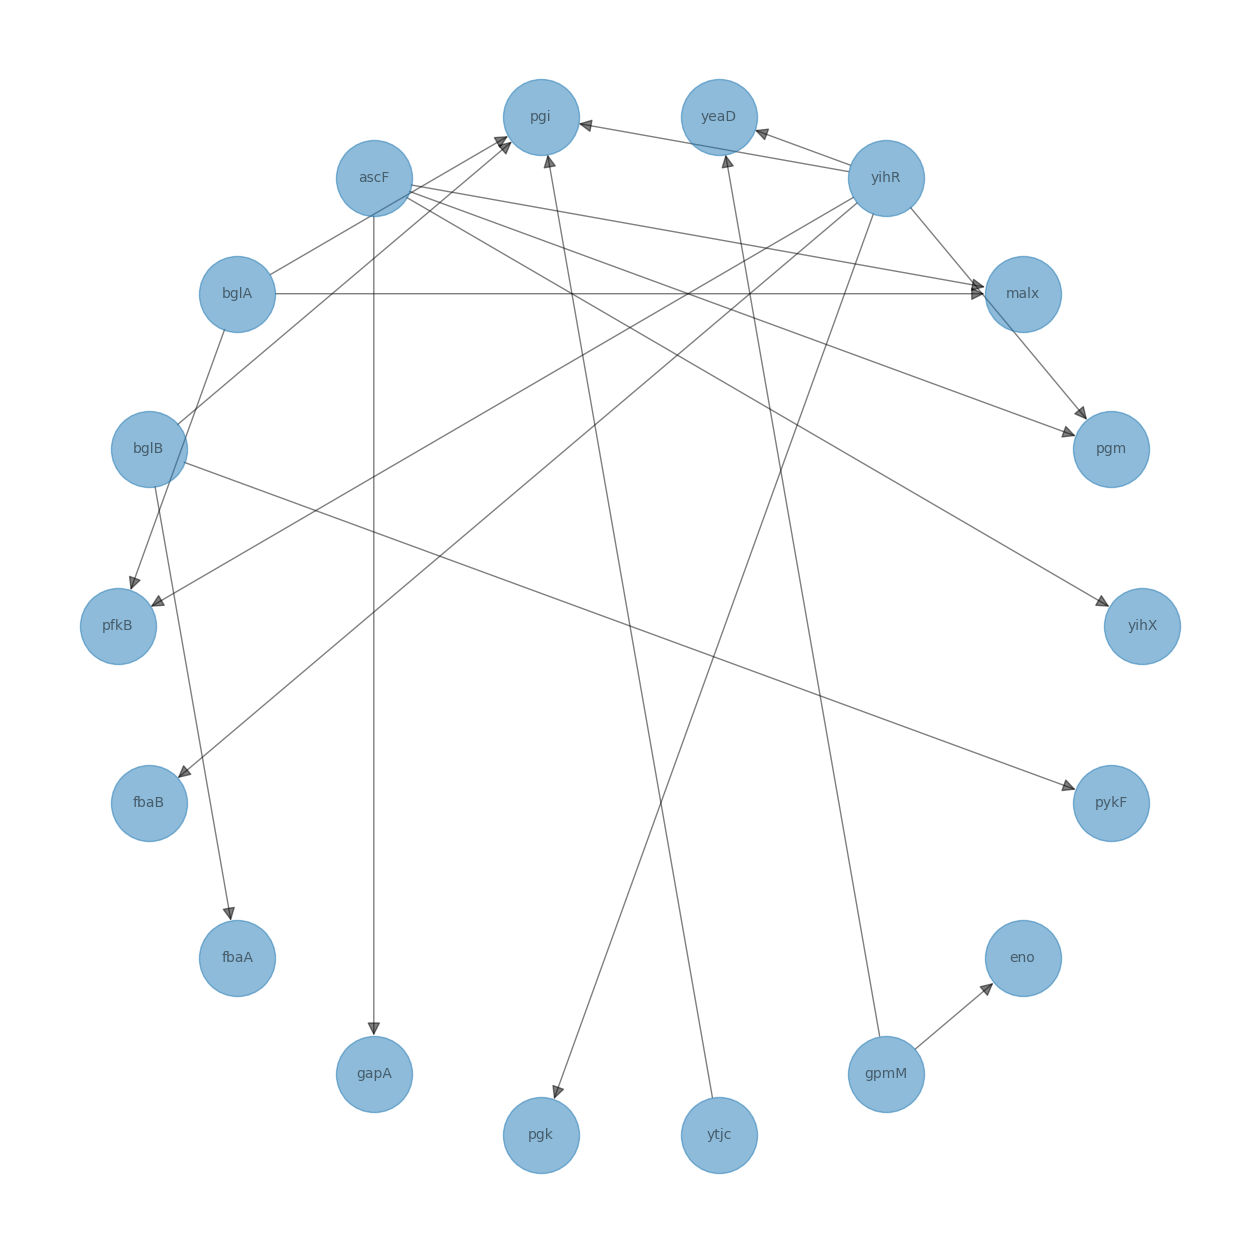 pgi
yeaD
ascF
yihR
bglA
malx
bglB
pgm
pfkB
yihX
fbaB
pykF
fbaA
eno
gapA
gpmM
pgk
ytjc